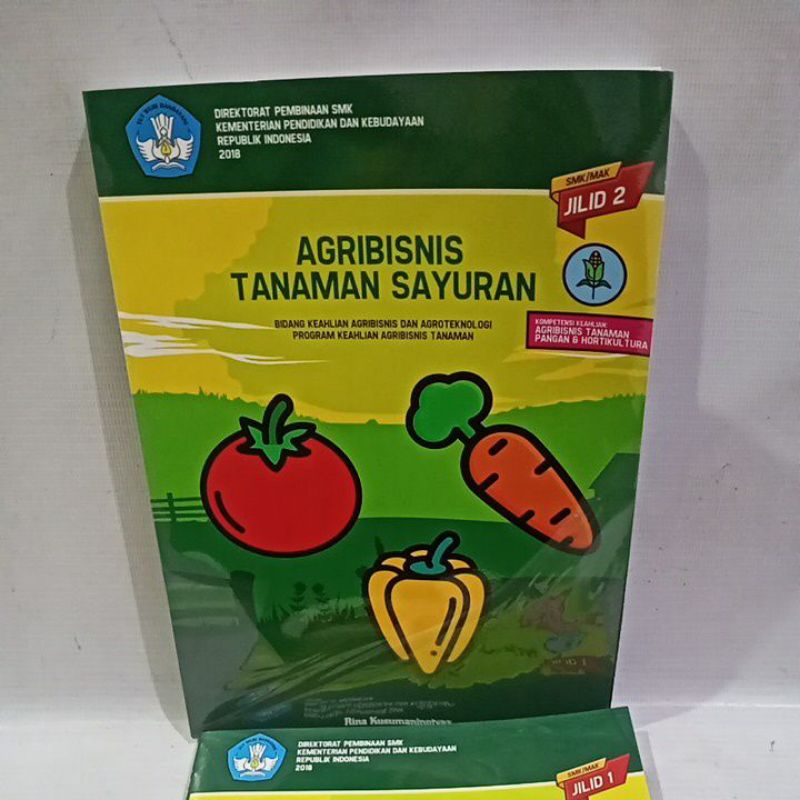 DIREKTORAT PEMBINAAN SMK
KEMENTERIAN PENDIDIKAN DAN KEBUDAYAAN
REPUBLIK INDONESIA
2018
SMK/MAK
JILID 2
AGRIBISNIS
TANAMAN SAYURAN
BIDANG KEAHLIAN AGRIBISNIS DAN AGROTEKNOLOGI
PROGRAM KEAHLIAN AGRIBISNIS TANAMAN
KOMPETENSI KEAHLIAN:
AGRIBISNIS TANAMAN
PANGAN & HORTIKULTURA
Rina
DIREKTORAT PEMBINAAN SMK
KEMENTERIAN PENDIDIKAN DAN KEBUDAYAAN
REPUBLIK INDONESIA
2018
SMK/MAK
JILID 1